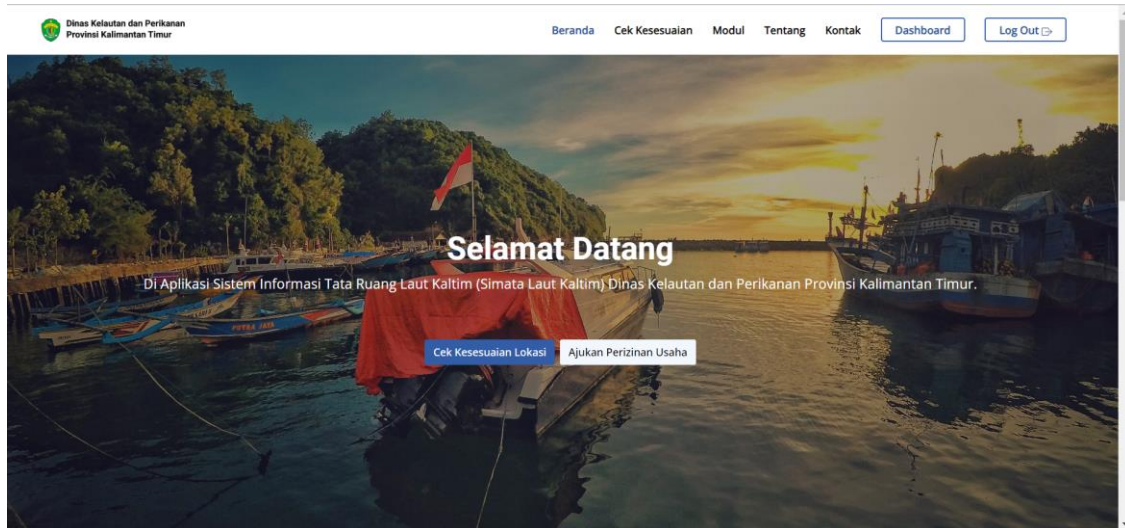 Dinas Kelautan dan Perikanan
Provinsi Kalimantan Timur
Beranda Cek Kesesuaian Modul Tentang Kontak Dashboard Log Out
Selamat Datang
Di Aplikasi Sistem Informasi Tata Ruang Laut Kaltim (Simata Laut Kaltim) Dinas Kelautan dan Perikanan Provinsi Kalimantan Timur.
PUTRA JASA
Cek Kesesuaian Lokasi Ajukan Perizinan Usaha